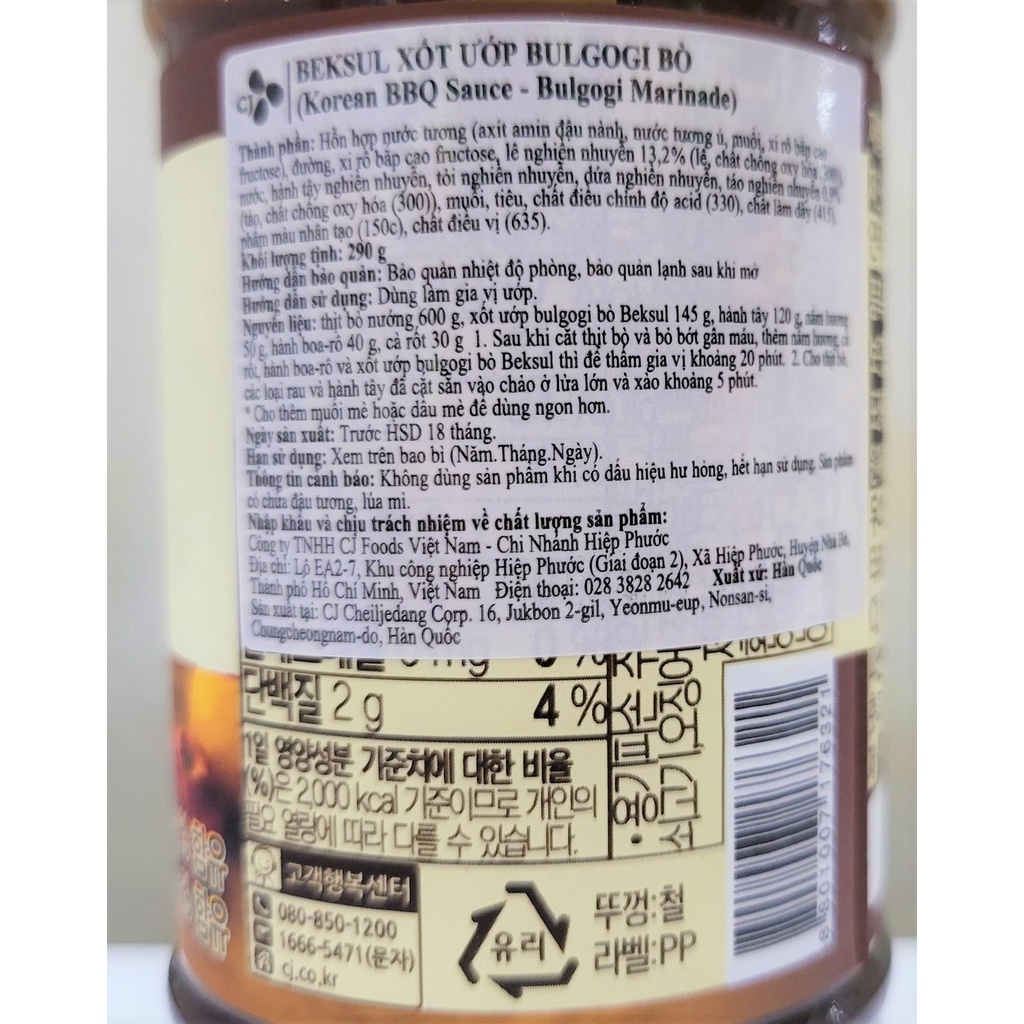 CJ
BEKSUL XỐT ƯỚP BULGOGI BÒ
(Korean BBQ Sauce - Bulgogi Marinade)
Thành phần: Hỗn hợp nước tương (axit amin đậu nành, nước tương ủ, muối, xi rô bắp cao
fructose), đường, xi rô bắp cao fructose, lê nghiền nhuyễn 13,2% (lê, chất chống oxy hóa (300)),
nước, hành tây nghiền nhuyễn, tỏi nghiền nhuyễn, dứa nghiền nhuyễn, táo nghiền nhuyễn
(táo, chất chống oxy hóa (300)), muối, tiêu, chất điều chỉnh độ acid (330), chất làm dày (415),
phẩm màu nhân tạo (150c), chất điều vị (635).
Khối lượng tịnh: 290 g
Hướng dẫn bảo quản: Bảo quản nhiệt độ phòng, bảo quản lạnh sau khi mở
Hướng dẫn sử dụng: Dùng làm gia vị ướp.
Nguyên liệu: thịt bò nướng 600 g, xốt ướp bulgogi bò Beksul 145 g, hành tây 120 g, nấm hương
50 g, hành boa-rô 40 g, cà rốt 30 g 1. Sau khi cắt thịt bò và bỏ bớt gân máu, thêm nấm hương, cà
rốt, hành boa-rô và xốt ướp bulgogi bò Beksul thì để thấm gia vị khoảng 20 phút. 2. Cho thịt bò,
các loại rau và hành tây đã cắt sẵn vào chảo ở lửa lớn và xào khoảng 5 phút.
* Cho thêm muối mè hoặc dầu mè để dùng ngon hơn.
Ngày sản xuất: Trước HSD 18 tháng.
Hạn sử dụng: Xem trên bao bì (Năm.Tháng.Ngày).
Thông tin cảnh báo: Không dùng sản phẩm khi có dấu hiệu hư hỏng, hết hạn sử dụng. Sản phẩm
có chứa đậu tương, lúa mì.
Nhập khẩu và chịu trách nhiệm về chất lượng sản phẩm:
Công ty TNHH CJ Foods Việt Nam - Chi Nhánh Hiệp Phước
Địa chỉ: Lô EA2-7, Khu công nghiệp Hiệp Phước (Giai đoạn 2), Xã Hiệp Phước, Huyện Nhà Bè,
Thành phố Hồ Chí Minh, Việt Nam Điện thoại: 028 3828 2642 Xuất xứ: Hàn Quốc
Sản xuất tại: CJ Cheiljedang Corp. 16, Jukbon 2-gil, Yeonmu-eup, Nonsan-si,
Chungcheongnam-do, Hàn Quốc
단백질 2 g 4 %
1일 영양성분 기준치에 대한 비율
(%)은 2,000 kcal 기준이므로 개인의
필요 열량에 따라 다를 수 있습니다.
고객행복센터
080-850-1200
1666-5471(문자)
cj.co.kr
유리
뚜껑:철
라벨:PP
8801007176321
함유
함유